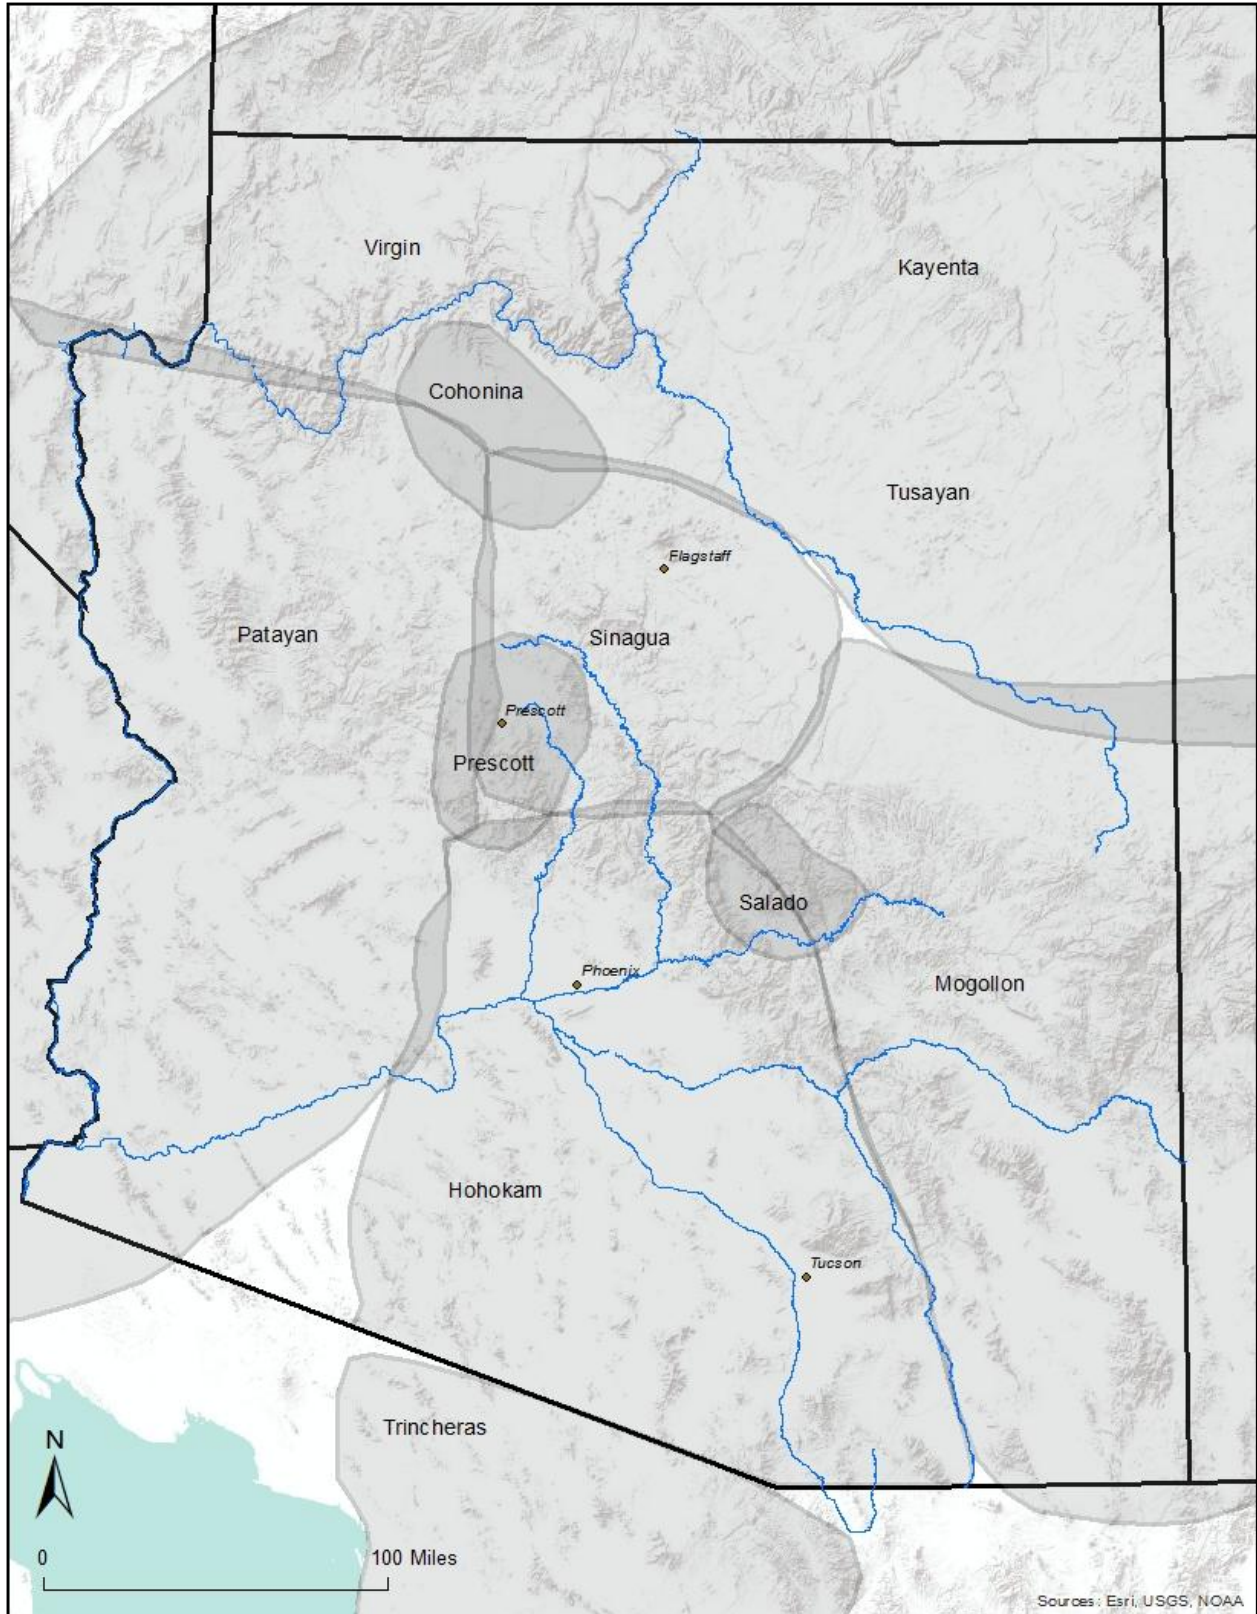 Virgin
Kayenta
Cohonina
Tusayan
Flagstaff
Patayan
Sinagua
Prescott
Prescott
Salado
Phoenix
Mogollon
Hohokam
Tucson
Trincheras
N
0 100 Miles
Sources: Esri, USGS, NOAA